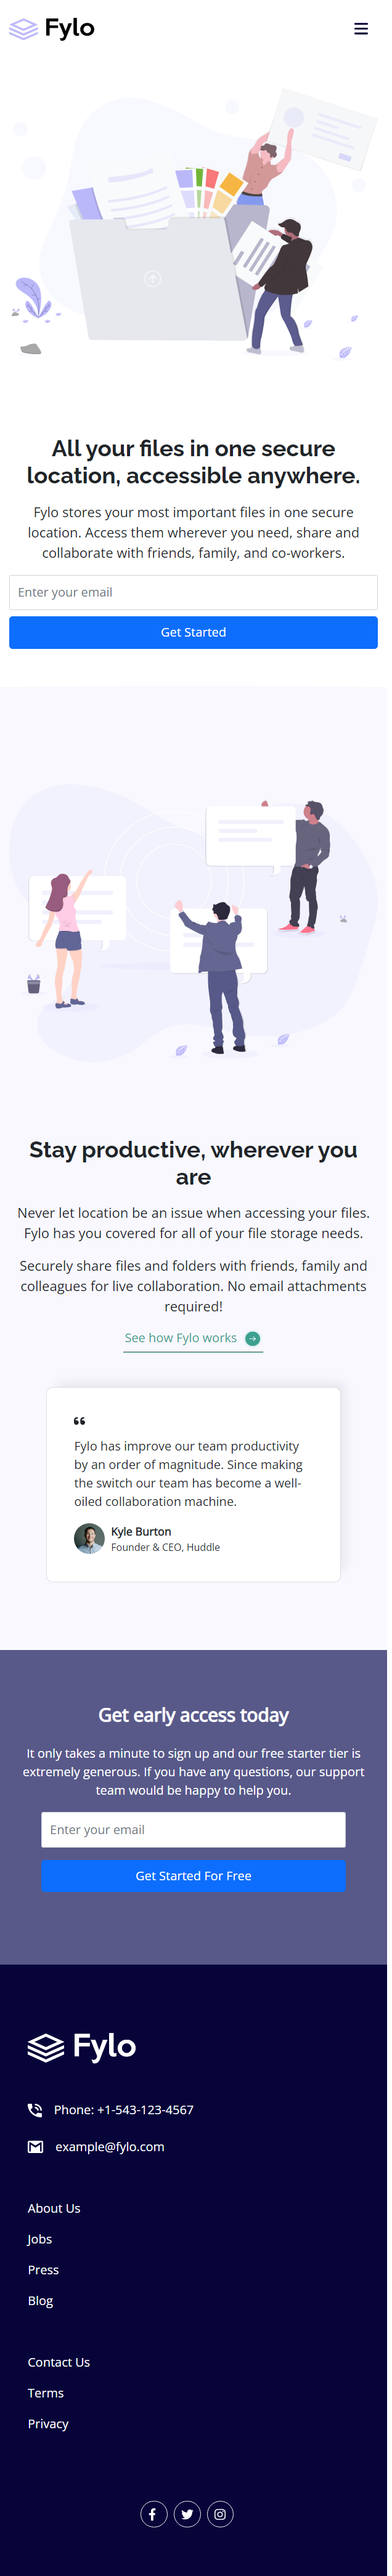 Fylo
All your files in one secure
location, accessible anywhere.
Fylo stores your most important files in one secure
location. Access them wherever you need, share and
collaborate with friends, family, and co-workers.
Enter your email
Get Started
Stay productive, wherever you
are
Never let location be an issue when accessing your files.
Fylo has you covered for all of your file storage needs.
Securely share files and folders with friends, family and
colleagues for live collaboration. No email attachments
required!
See how Fylo works
“
Fylo has improve our team productivity
by an order of magnitude. Since making
the switch our team has become a well-
oiled collaboration machine.
Kyle Burton
Founder & CEO, Huddle
Get early access today
It only takes a minute to sign up and our free starter tier is
extremely generous. If you have any questions, our support
team would be happy to help you.
Enter your email
Get Started For Free
Fylo
Phone: +1-543-123-4567
example@fylo.com
About Us
Jobs
Press
Blog
Contact Us
Terms
Privacy